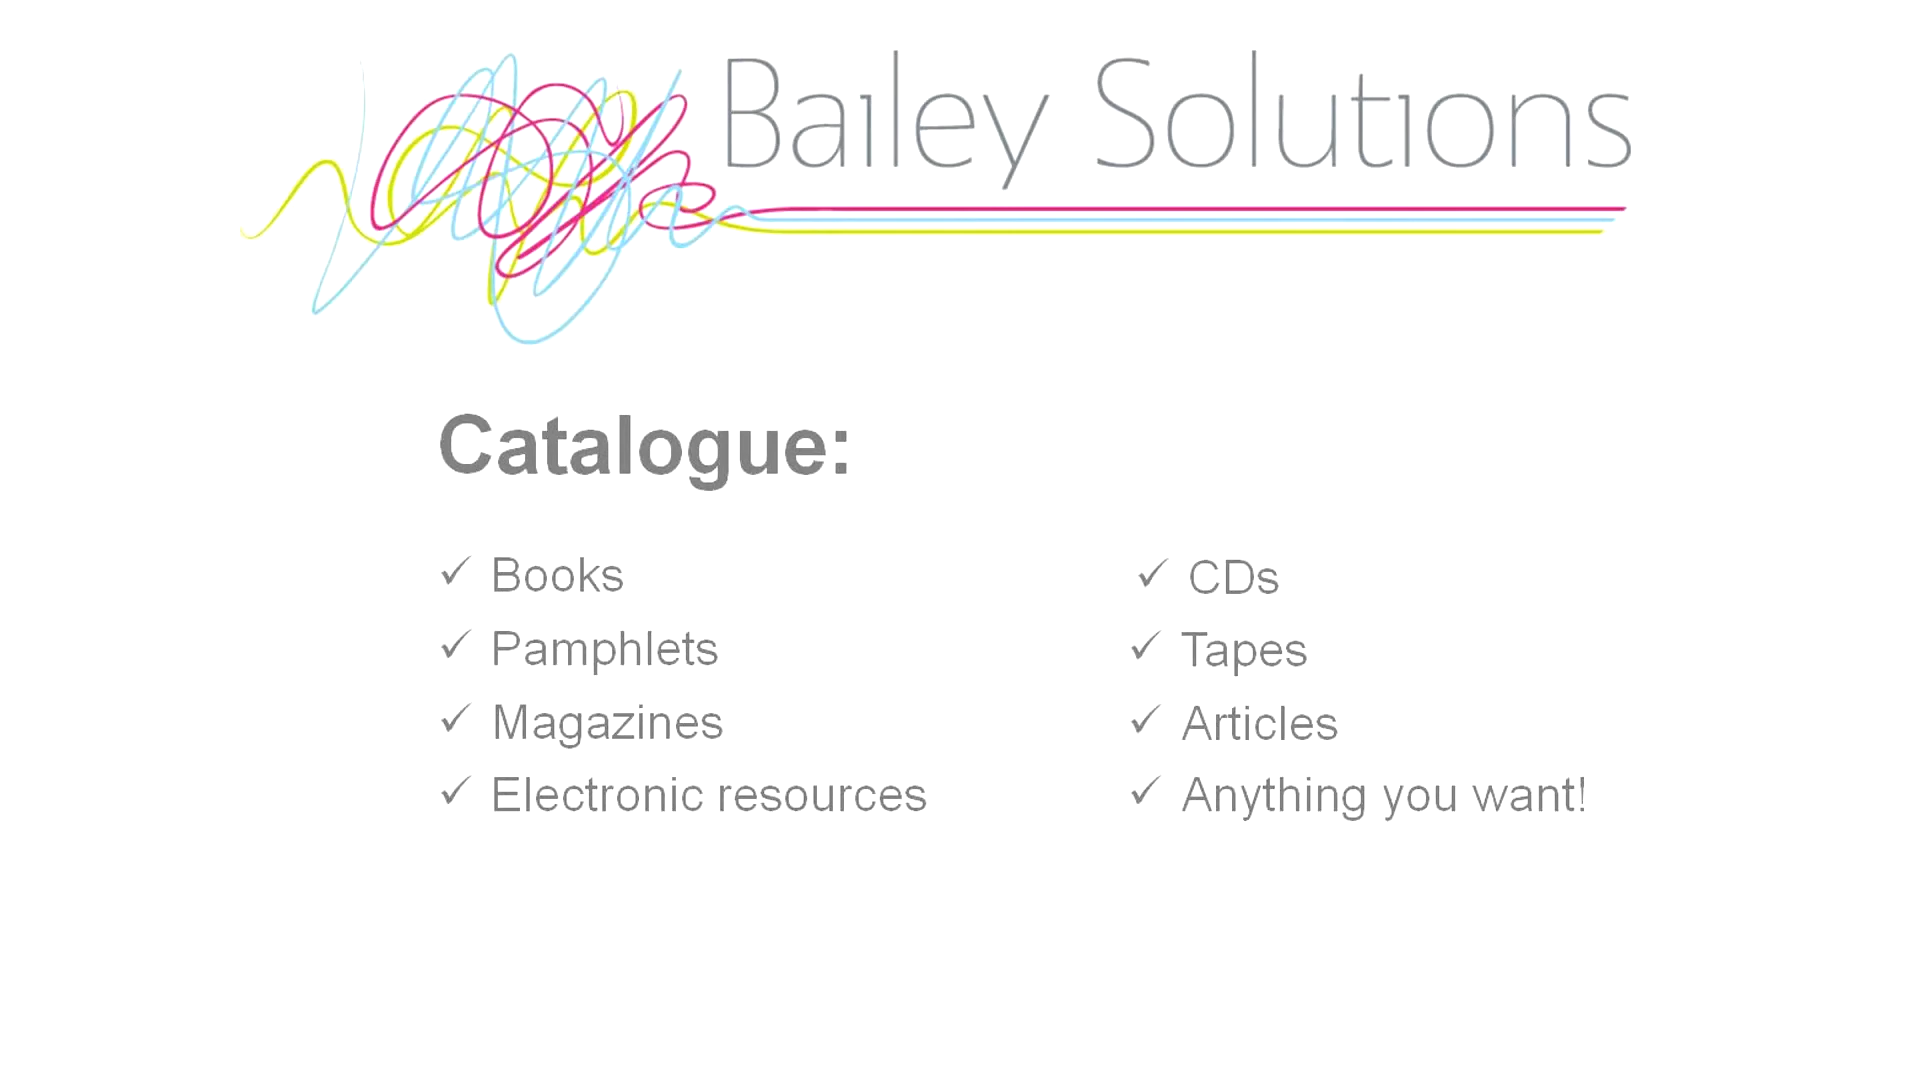 Bailey Solutions
Catalogue:
✓ Books
✓ Pamphlets
✓ Magazines
✓ Electronic resources
✓ CDs
✓ Tapes
✓ Articles
✓ Anything you want!